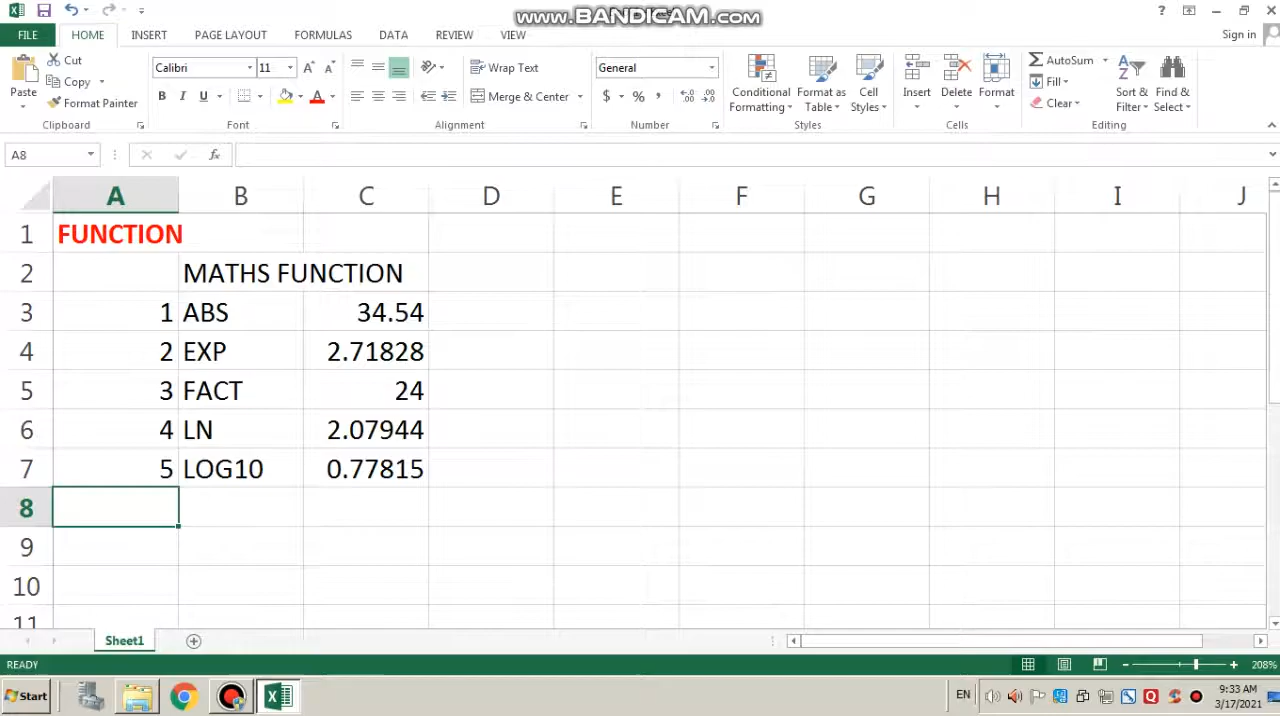 www.BANDICAM.com
? Sign in
FILE HOME INSERT PAGE LAYOUT FORMULAS DATA REVIEW VIEW
Paste
Cut
Copy
Format Painter
Clipboard
Calibri 11
B I U
Font
Wrap Text
Merge & Center
Alignment
General
$ % ,
Number
Conditional Formatting
Format as Table
Cell Styles
Styles
Insert Delete Format
Cells
AutoSum
Fill
Clear
Sort & Filter
Find & Select
Editing
A8 fx
A B C D E F G H I J
1 FUNCTION
2 MATHS FUNCTION
3 1 ABS 34.54
4 2 EXP 2.71828
5 3 FACT 24
6 4 LN 2.07944
7 5 LOG10 0.77815
8
9
10
11
Sheet1
READY 208%
Start EN 9:33 AM
3/17/2021